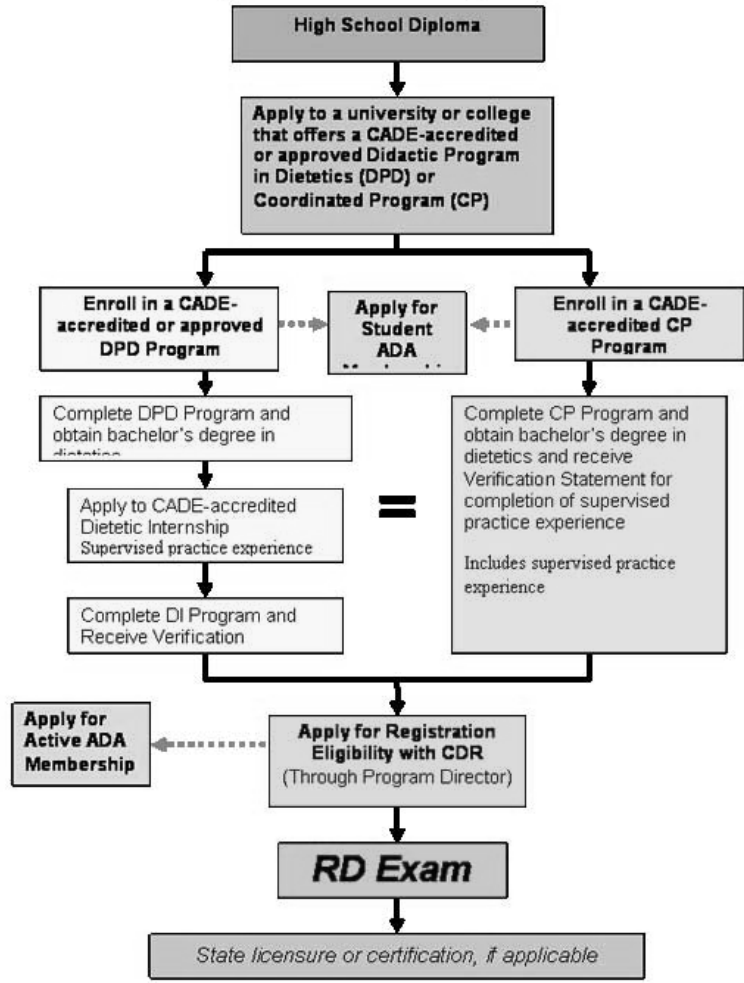 High School Diploma
Apply to a university or college
that offers a CADE-accredited
or approved Didactic Program
in Dietetics (DPD) or
Coordinated Program (CP)
Enroll in a CADE-
accredited or approved
DPD Program
Apply for
Student
ADA
Enroll in a CADE-
accredited CP
Program
Complete DPD Program and
obtain bachelor's degree in
dietetics
Apply to CADE-accredited
Dietetic Internship
Supervised practice experience
Complete DI Program and
Receive Verification
=
Complete CP Program and
obtain bachelor's degree in
dietetics and receive
Verification Statement for
completion of supervised
practice experience
Includes supervised practice
experience
Apply for
Active ADA
Membership
Apply for Registration
Eligibility with CDR
(Through Program Director)
RD Exam
State licensure or certification, if applicable